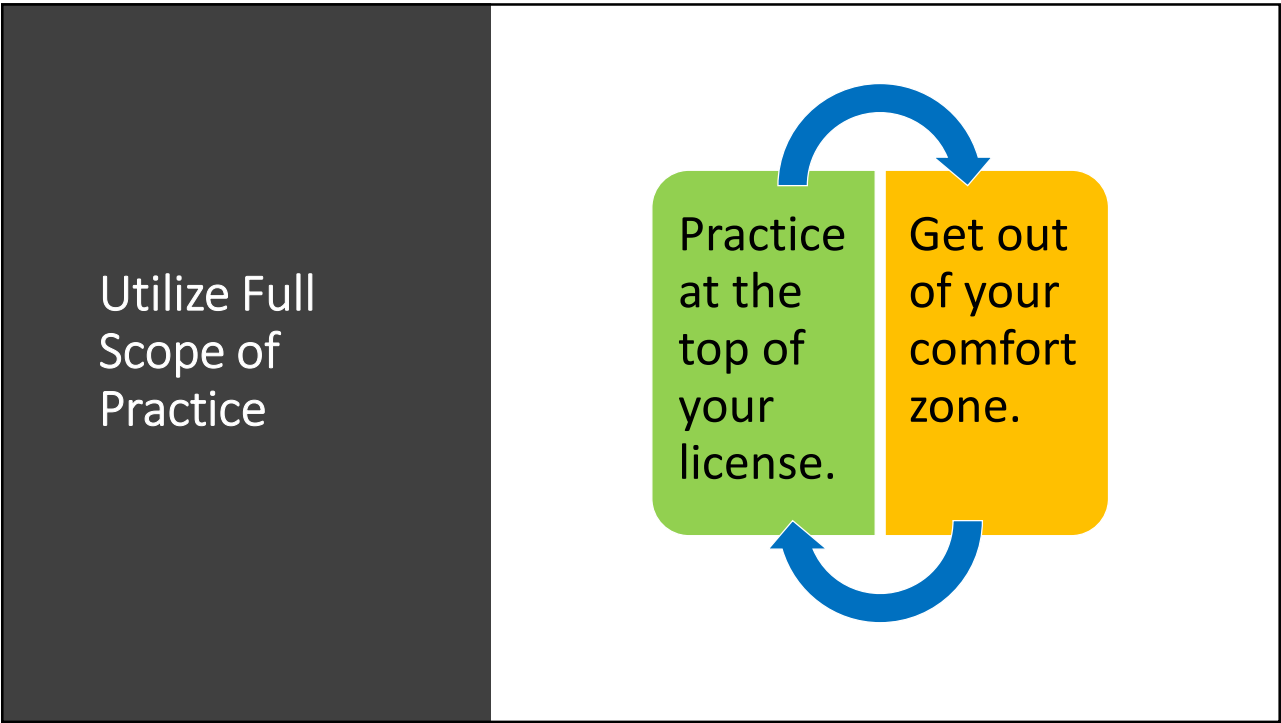 Utilize Full
Scope of
Practice
Practice
at the
top of
your
license.
Get out
of your
comfort
zone.